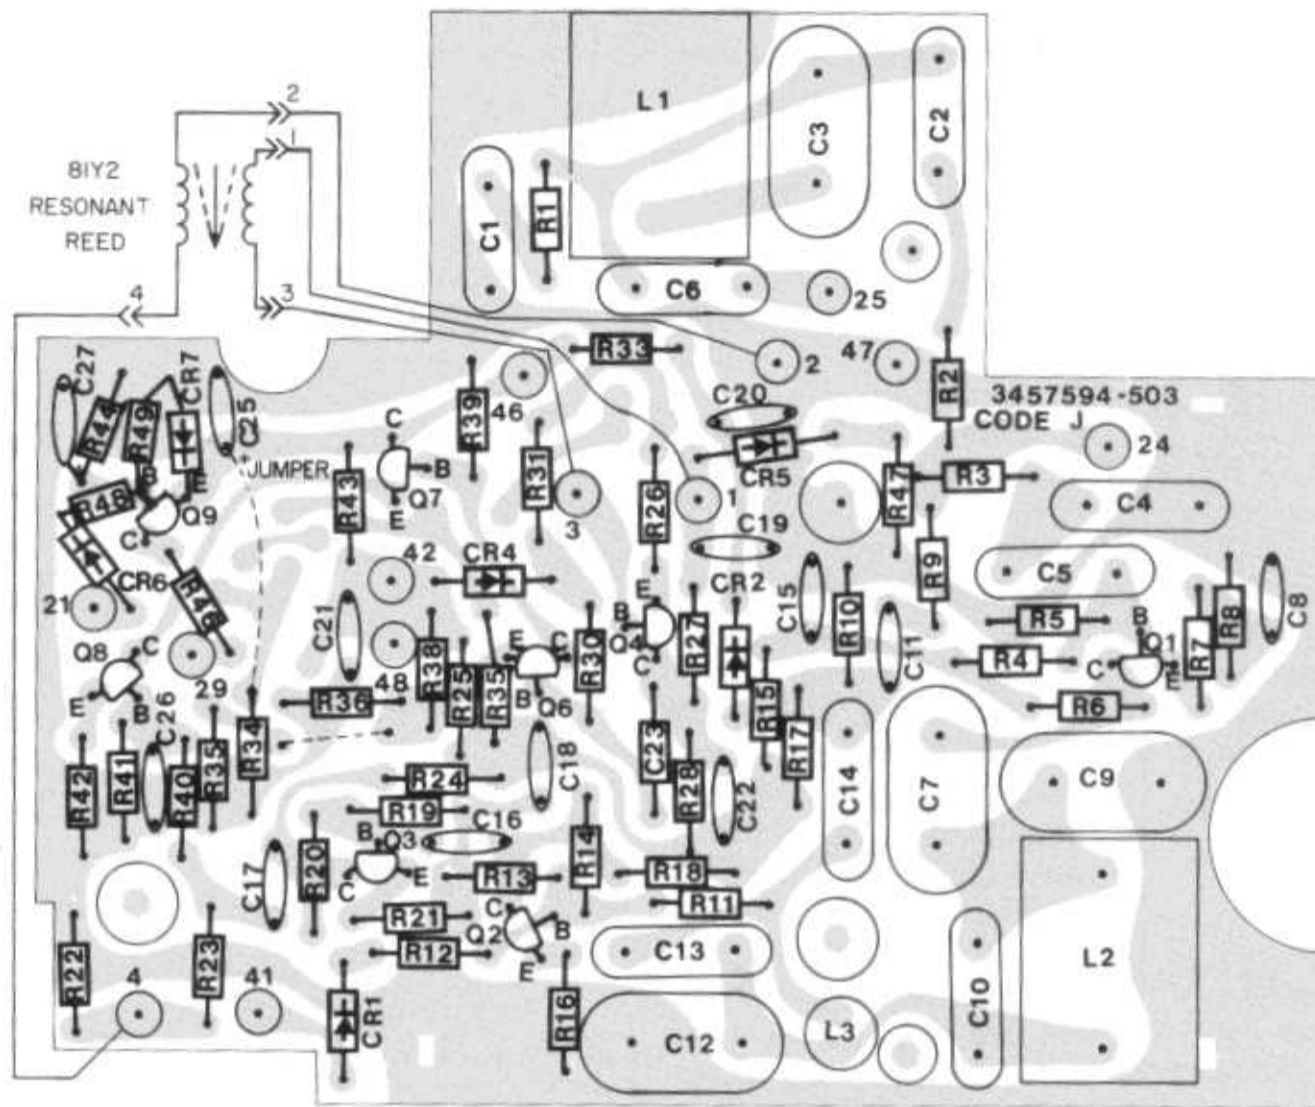 2
1
81Y2
RESONANT
REED
4
3
L1
C3
C2
C1
R1
C6
25
R33
2
47
R2
3457594-503
CODE J
24
C27
R44
R49
CR7
C25
JUMPER
R39
46
C20
CR5
R43
C
B
E
Q7
R31
3
R26
1
R47
R3
C4
R48
B
E
C
Q9
CR6
R46
21
42
CR4
C19
CR2
R9
C5
C21
48
R38
R25
R35
E
C
B
Q6
R30
E
B
C
Q4
R27
C15
R10
C11
R5
R4
B
C
E
Q1
R7
R8
C8
R6
Q8
C
E
B
29
C26
R36
R34
R15
R17
R42
R41
R40
R35
R24
R19
C18
C23
R28
C22
C14
C7
C9
B
Q3
C
E
C16
C17
R20
R13
R14
R18
R11
R21
R12
C
B
E
Q2
C13
R22
R23
4
41
CR1
R16
C12
L3
C10
L2